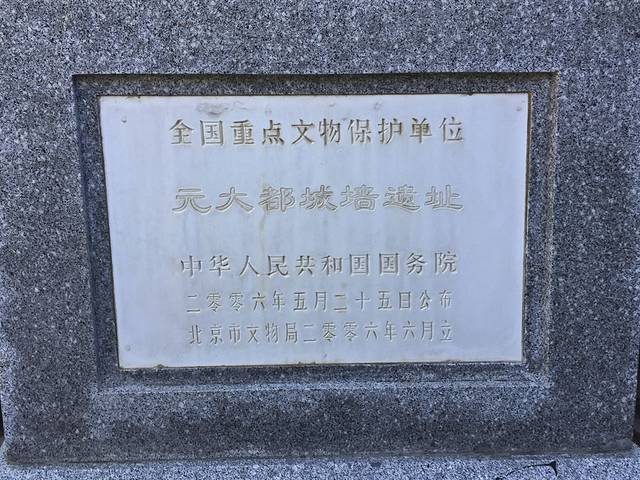 全国重点文物保护单位
元大都城墙遗址
中华人民共和国国务院
二零零六年五月二十五日公布
北京市文物局二零零六年六月立